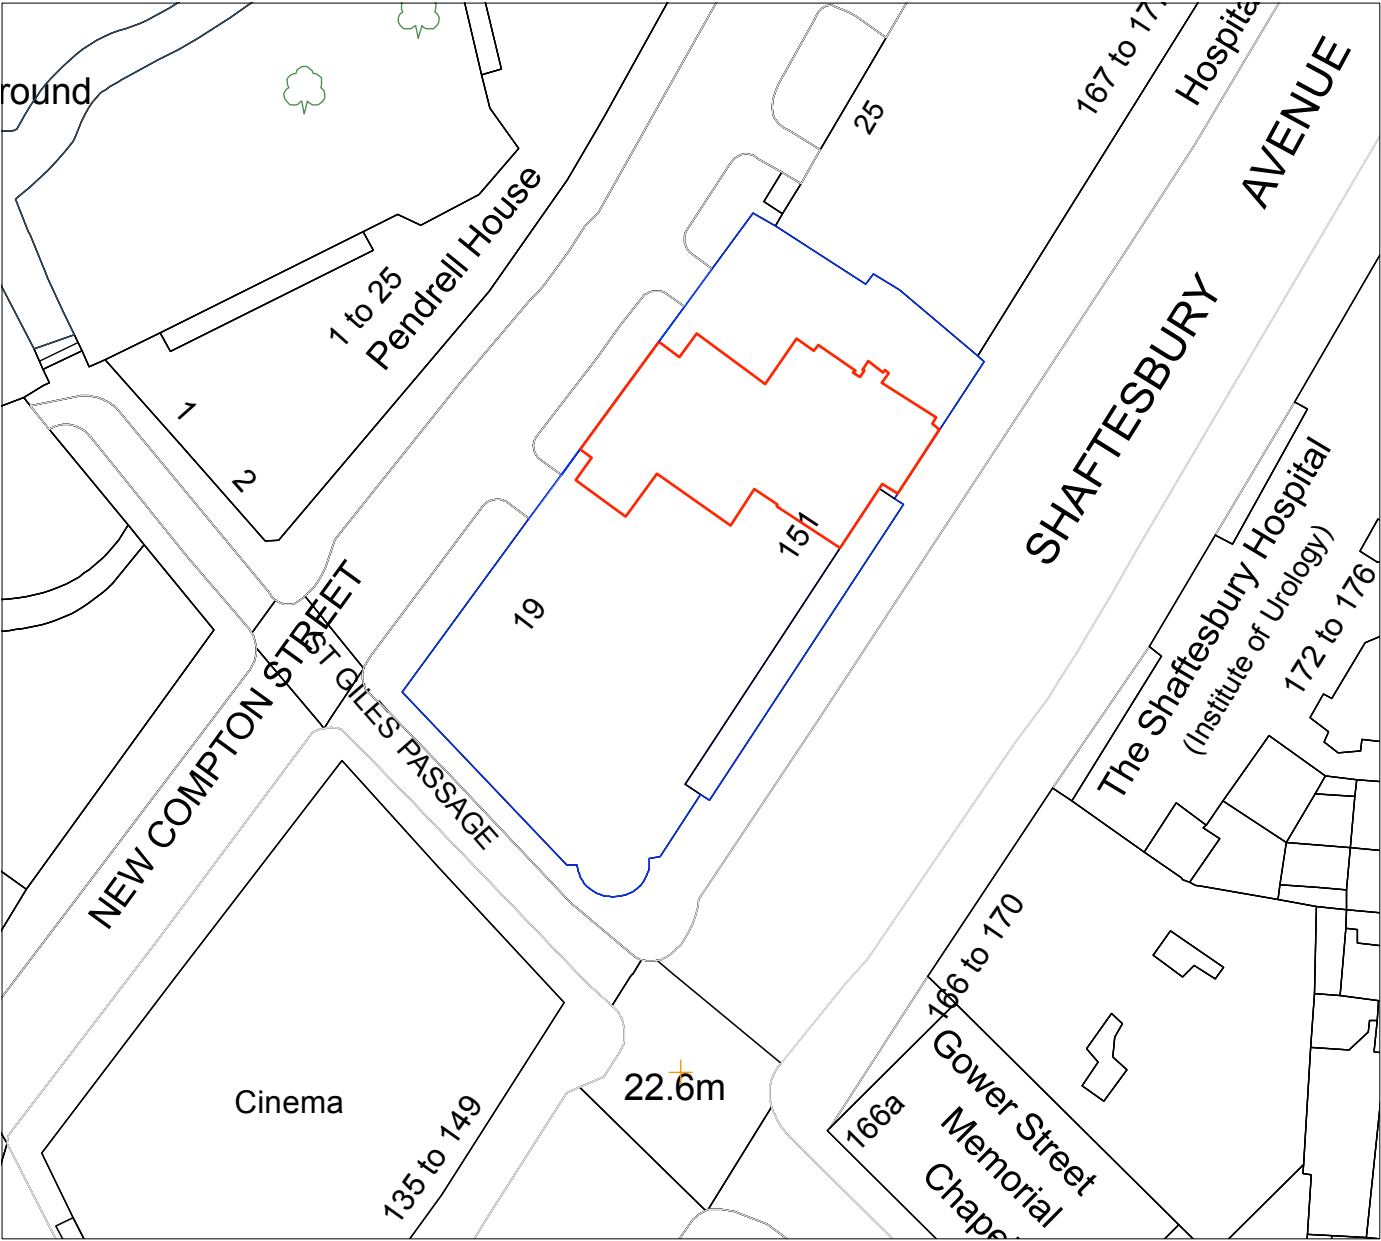 round
25
167 to 177
Hospita
AVENUE
Pendrell House
1 to 25
1
2
SHAFTESBURY
151
19
The Shaftesbury Hospital
(Institute of Urology)
172 to 176
NEW COMPTON STREET
ST GILES PASSAGE
166 to 170
Gower Street
Memorial
Chape
166a
22.6m
Cinema
135 to 149